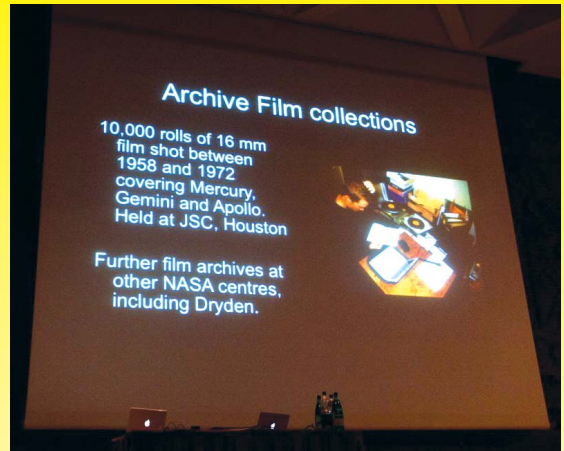 Archive Film collections
10,000 rolls of 16 mm
film shot between
1958 and 1972
covering Mercury,
Gemini and Apollo.
Held at JSC, Houston
Further film archives at
other NASA centres,
including Dryden.